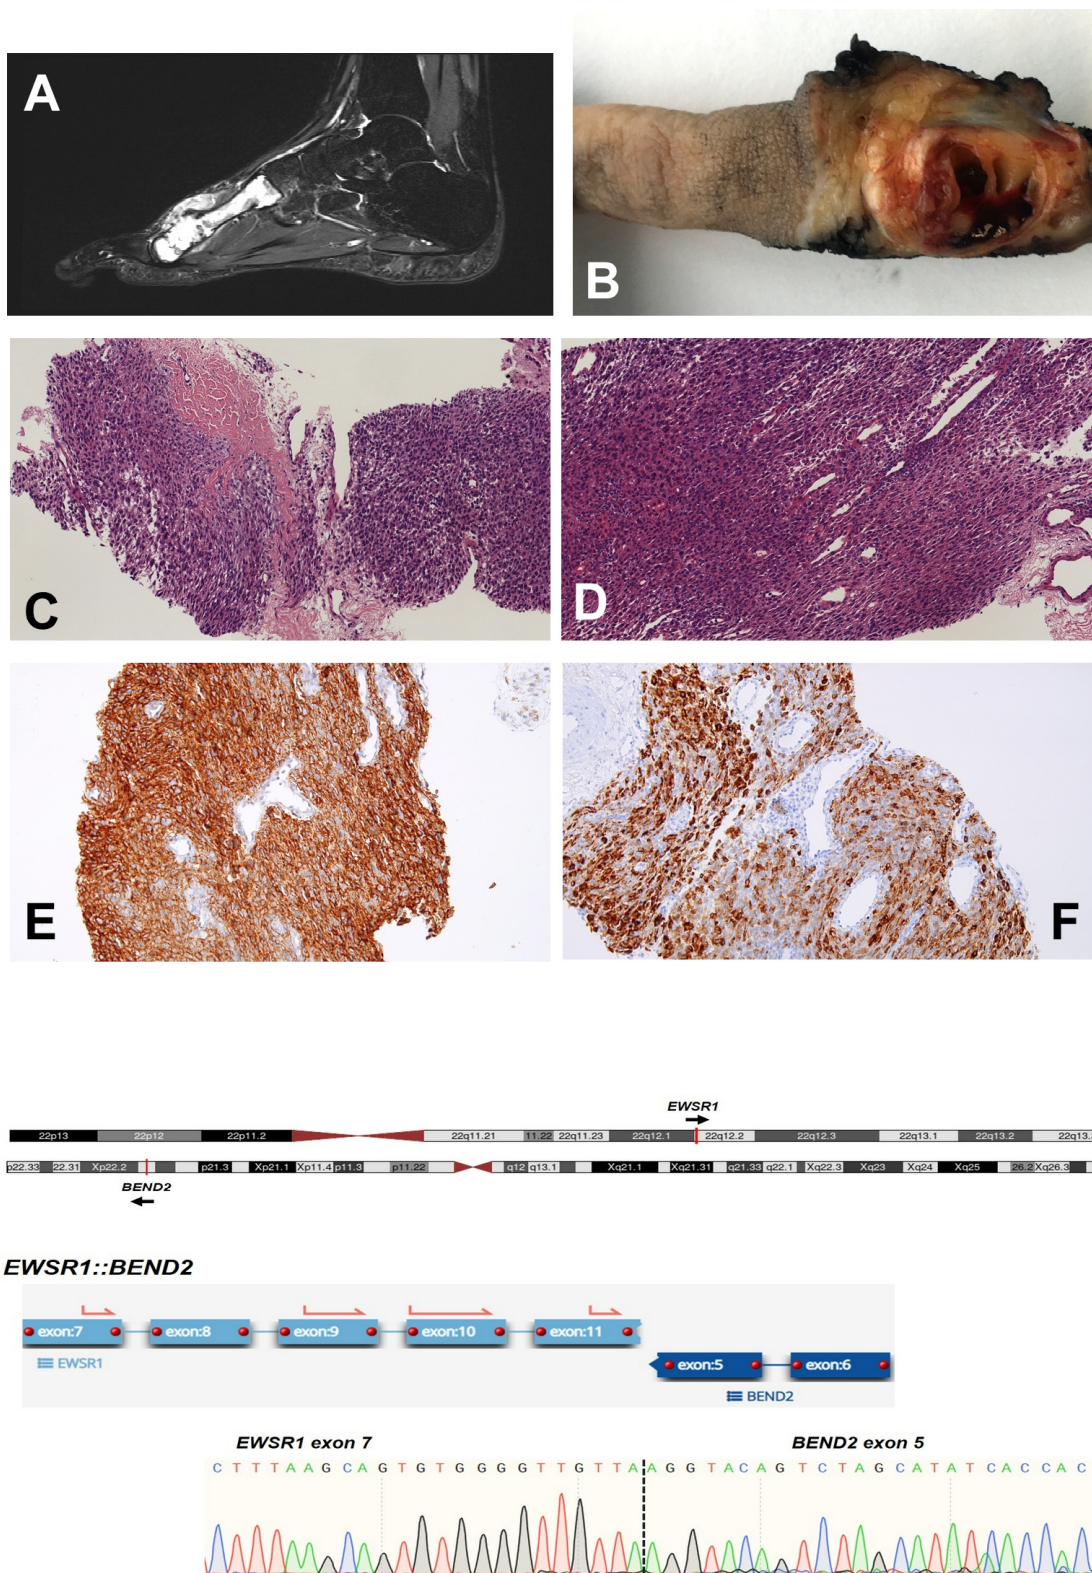 A
B
C
D
E
F
EWSR1
22p13 22p12 22p11.2 22q11.21 11.22 22q11.23 22q12.1 22q12.2 22q12.3 22q13.1 22q13.2 22q13.3
p22.33 22.31 Xp22.2 p21.3 Xp21.1 Xp11.4 p11.3 p11.22 q12 q13.1 Xq21.1 Xq21.31 q21.33 q22.1 Xq22.3 Xq23 Xq24 Xq25 26.2 Xq26.3
BEND2
EWSR1::BEND2
exon:7 exon:8 exon:9 exon:10 exon:11
EWSR1
exon:5 exon:6
BEND2
EWSR1 exon 7 BEND2 exon 5
C T T T A A G C A G T G T G G G G T T G T T A A G G T A C A G T C T A G C A T A T C A C C A C